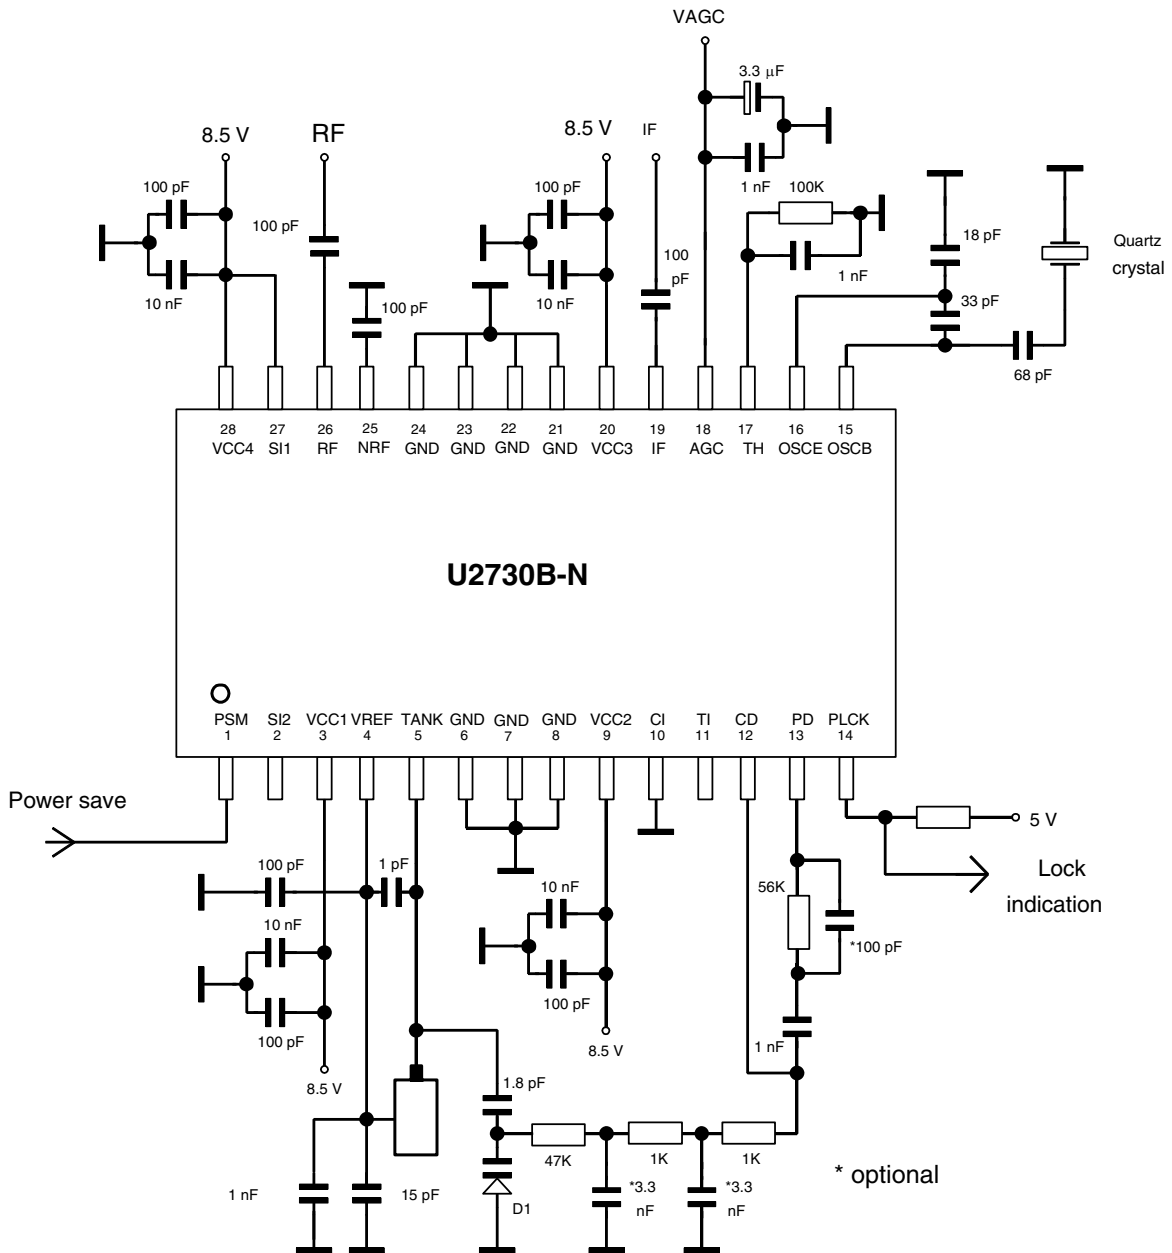 VAGC
3.3 µF
8.5 V
RF
8.5 V
IF
1 nF
100 pF
100 pF
100 pF
100K
10 nF
100 pF
10 nF
100
pF
1 nF
18 pF
33 pF
68 pF
Quartz
crystal
28 27 26 25 24 23 22 21 20 19 18 17 16 15
VCC4 SI1 RF NRF GND GND GND GND VCC3 IF AGC TH OSCE OSCB
U2730B-N
PSM SI2 VCC1 VREF TANK GND GND GND VCC2 CI TI CD PD PLCK
1 2 3 4 5 6 7 8 9 10 11 12 13 14
Power save
5 V
Lock
indication
100 pF
1 pF
10 nF
100 pF
8.5 V
10 nF
100 pF
8.5 V
56K
*100 pF
1 nF
1.8 pF
47K
1K
1K
1 nF
15 pF
D1
*3.3
nF
*3.3
nF
* optional